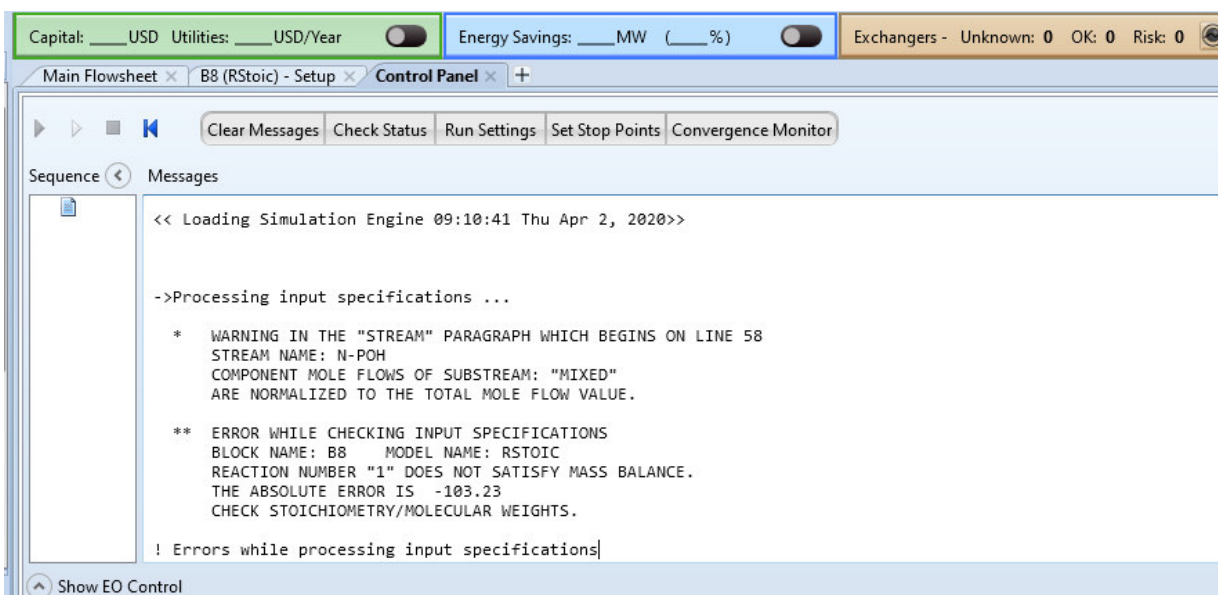 Capital: ____USD Utilities: ____USD/Year
Energy Savings: ____MW (____%)
Exchangers - Unknown: 0 OK: 0 Risk: 0
Main Flowsheet × B8 (RStoic) - Setup × Control Panel × +
Clear Messages Check Status Run Settings Set Stop Points Convergence Monitor
Sequence Messages
<< Loading Simulation Engine 09:10:41 Thu Apr 2, 2020>>
->Processing input specifications ...
* WARNING IN THE "STREAM" PARAGRAPH WHICH BEGINS ON LINE 58
STREAM NAME: N-POH
COMPONENT MOLE FLOWS OF SUBSTREAM: "MIXED"
ARE NORMALIZED TO THE TOTAL MOLE FLOW VALUE.
** ERROR WHILE CHECKING INPUT SPECIFICATIONS
BLOCK NAME: B8 MODEL NAME: RSTOIC
REACTION NUMBER "1" DOES NOT SATISFY MASS BALANCE.
THE ABSOLUTE ERROR IS -103.23
CHECK STOICHIOMETRY/MOLECULAR WEIGHTS.
! Errors while processing input specifications
Show EO Control